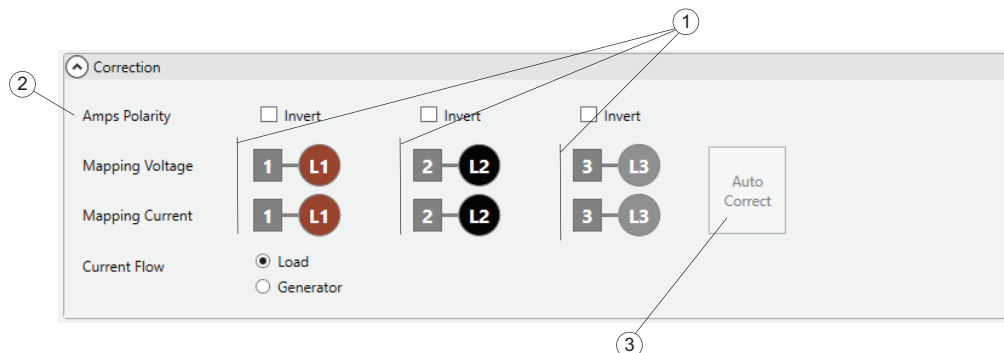 1
Correction
2
Amps Polarity Invert Invert Invert
Mapping Voltage 1 L1 2 L2 3 L3
Auto
Correct
Mapping Current 1 L1 2 L2 3 L3
Current Flow Load
Generator
3